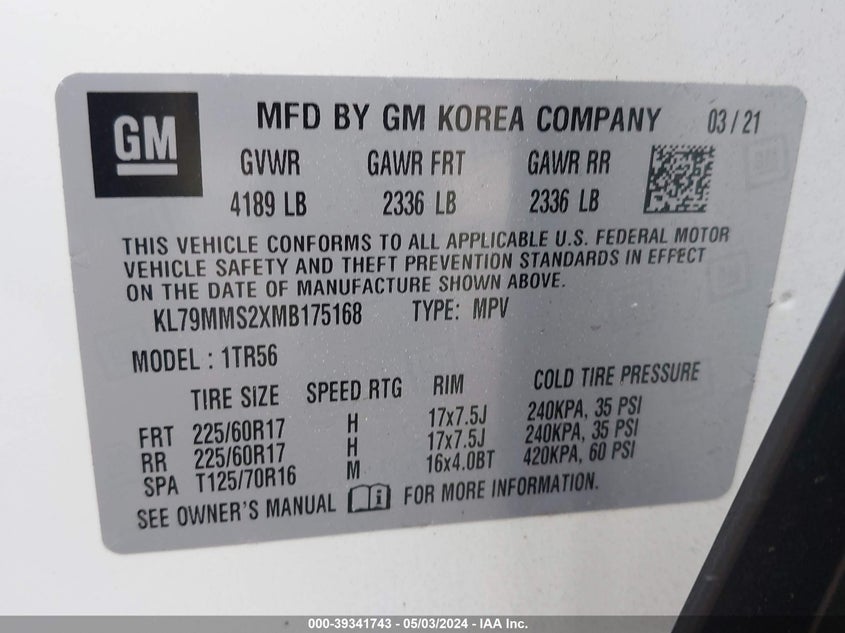 GM MFD BY GM KOREA COMPANY 03/21
GVWR GAWR FRT GAWR RR
4189 LB 2336 LB 2336 LB
THIS VEHICLE CONFORMS TO ALL APPLICABLE U.S. FEDERAL MOTOR
VEHICLE SAFETY AND THEFT PREVENTION STANDARDS IN EFFECT
ON THE DATE OF MANUFACTURE SHOWN ABOVE.
KL79MMS2XMB175168 TYPE: MPV
MODEL : 1TR56
TIRE SIZE SPEED RTG RIM COLD TIRE PRESSURE
FRT 225/60R17 H 17x7.5J 240KPA, 35 PSI
RR 225/60R17 H 17x7.5J 240KPA, 35 PSI
SPA T125/70R16 M 16x4.0BT 420KPA, 60 PSI
SEE OWNER'S MANUAL i FOR MORE INFORMATION.
000-39341743 - 05/03/2024 - IAA Inc.